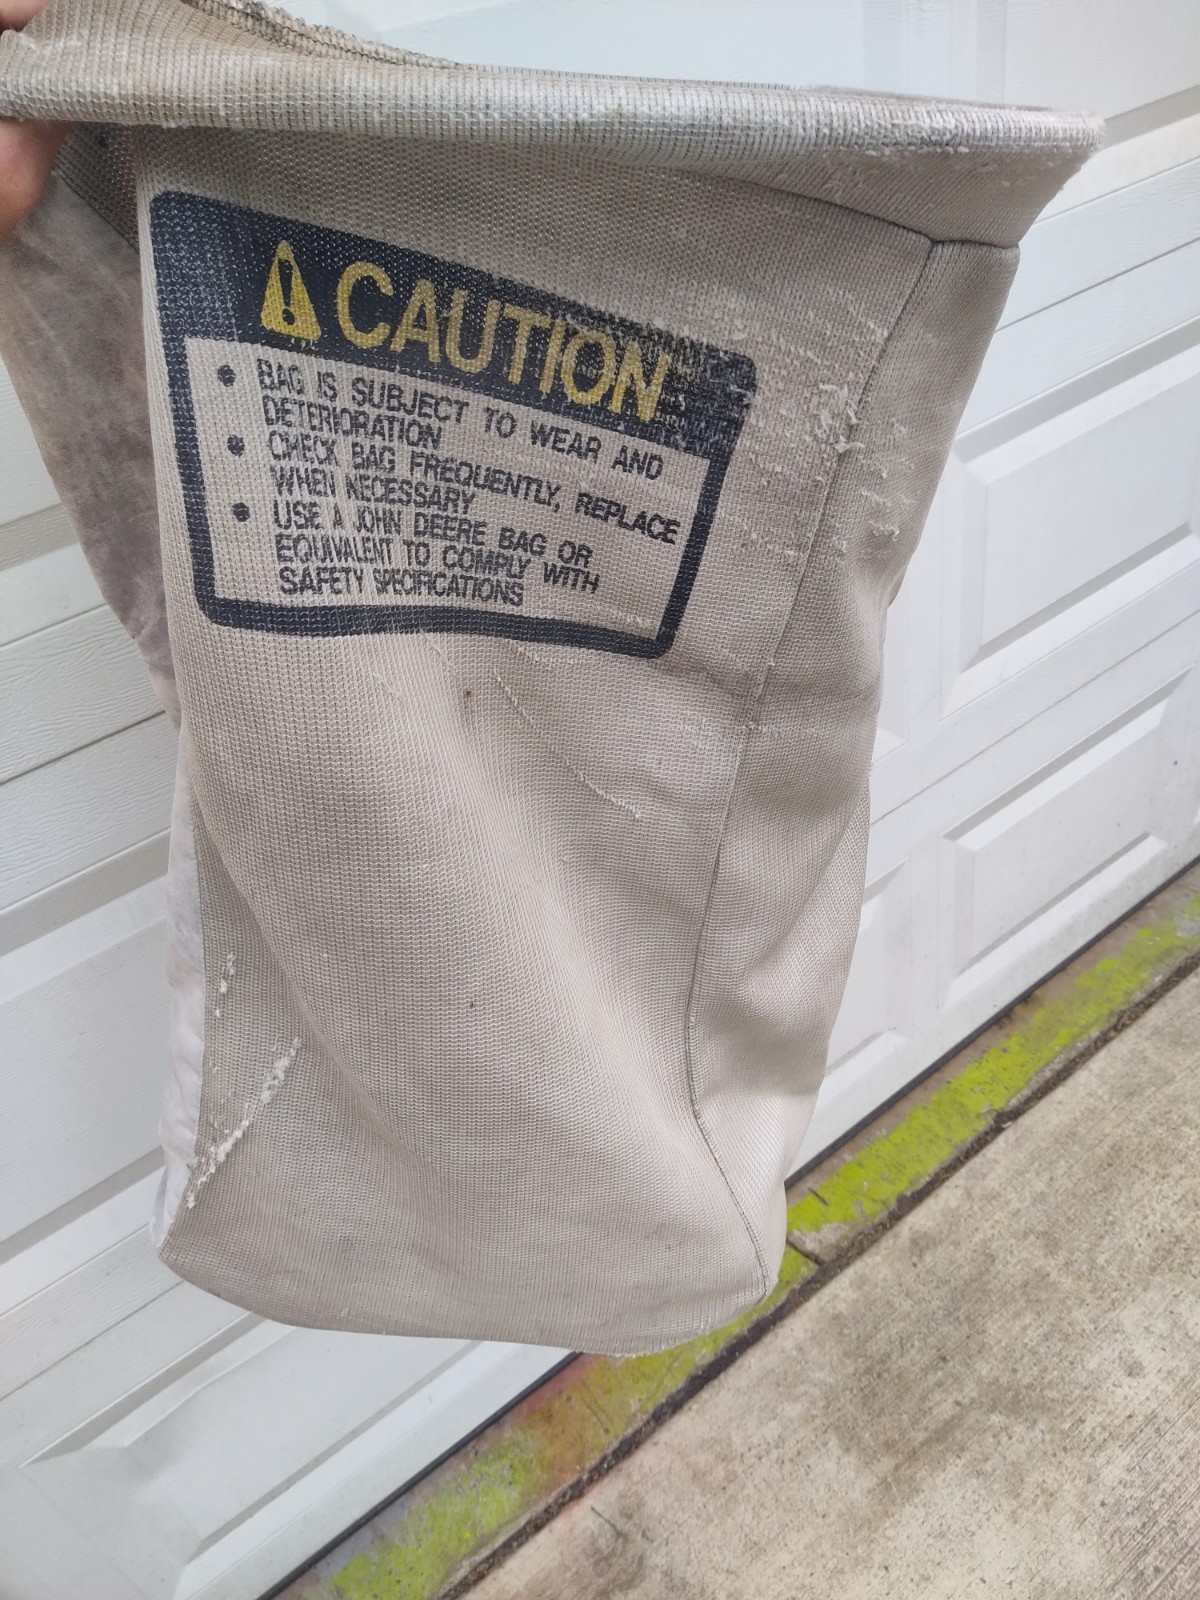 CAUTION
• BAG IS SUBJECT TO WEAR AND
DETERIORATION
• CHECK BAG FREQUENTLY, REPLACE
WHEN NECESSARY
• USE A JOHN DEERE BAG OR
EQUIVALENT TO COMPLY WITH
SAFETY SPECIFICATIONS